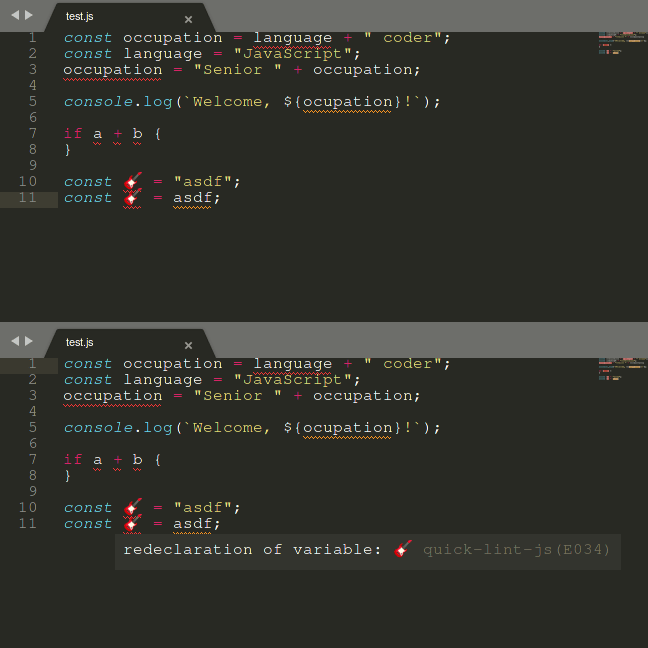 test.js ×
1 const occupation = language + " coder";
2 const language = "JavaScript";
3 occupation = "Senior " + occupation;
4
5 console.log(`Welcome, ${ocupation}!`);
6
7 if a + b {
8 }
9
10 const 🎸 = "asdf";
11 const 🎸 = asdf;
test.js ×
1 const occupation = language + " coder";
2 const language = "JavaScript";
3 occupation = "Senior " + occupation;
4
5 console.log(`Welcome, ${ocupation}!`);
6
7 if a + b {
8 }
9
10 const 🎸 = "asdf";
11 const 🎸 = asdf;
redeclaration of variable: 🎸 quick-lint-js(E034)